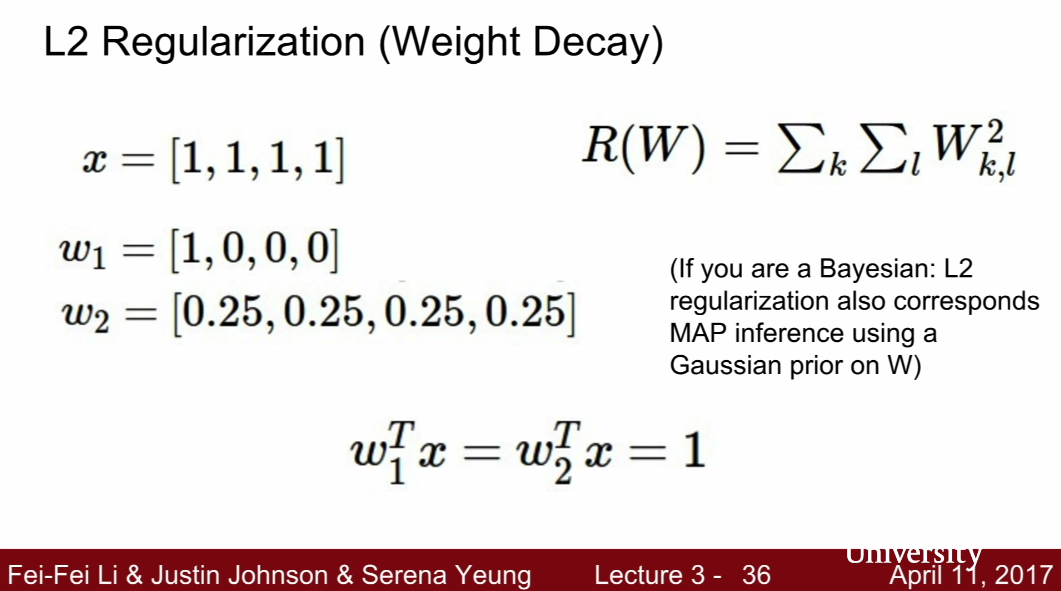 L2 Regularization (Weight Decay)
x = [1, 1, 1, 1]
R(W) = ∑_k ∑_l W_{k,l}^2
w_1 = [1, 0, 0, 0]
w_2 = [0.25, 0.25, 0.25, 0.25]
(If you are a Bayesian: L2
regularization also corresponds
MAP inference using a
Gaussian prior on W)
w_1^T x = w_2^T x = 1
Fei-Fei Li & Justin Johnson & Serena Yeung Lecture 3 - 36 April 11, 2017
University